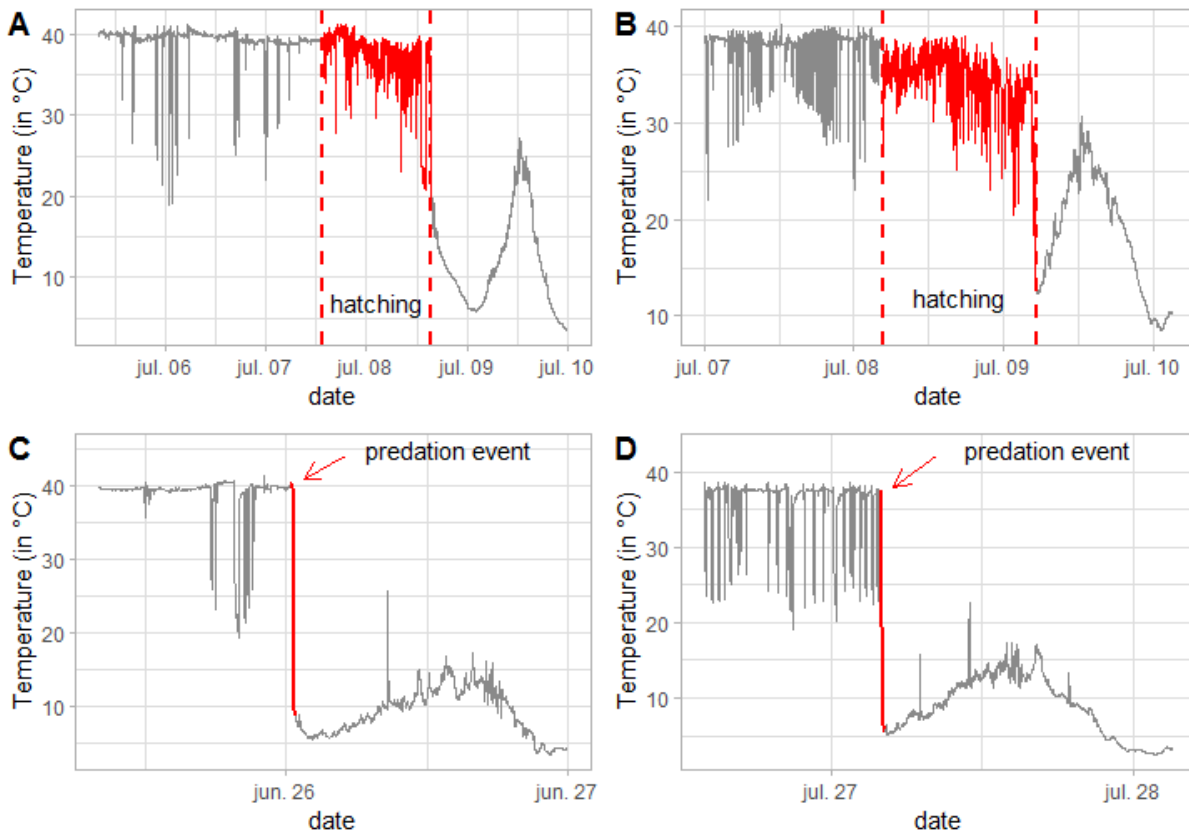 A
Temperature (in °C)
40
30
20
10
hatching
jul. 06
jul. 07
jul. 08
jul. 09
jul. 10
date
B
Temperature (in °C)
40
30
20
10
hatching
jul. 07
jul. 08
jul. 09
jul. 10
date
C
Temperature (in °C)
40
30
20
10
predation event
jun. 26
jun. 27
date
D
Temperature (in °C)
40
30
20
10
predation event
jul. 27
jul. 28
date